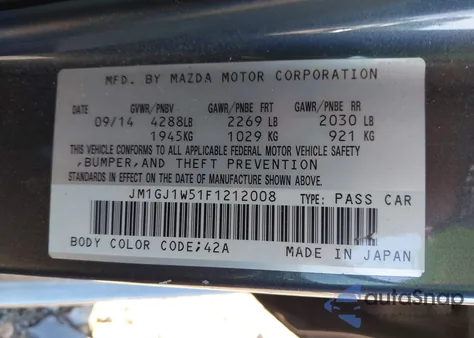 MFD. BY MAZDA MOTOR CORPORATION
DATE GVWR/PNBV GAWR/PNBE FRT GAWR/PNBE RR
09/14 4288LB 2269 LB 2030 LB
1945KG 1029 KG 921 KG
THIS VEHICLE CONFORMS TO ALL APPLICABLE FEDERAL MOTOR VEHICLE SAFETY
,BUMPER,AND THEFT PREVENTION
STANDARDS IN EFFECT ON THE DATE OF MANUFACTURE SHOWN ABOVE.
JM1GJ1W51F1212008 TYPE: PASS CAR
BODY COLOR CODE;42A MADE IN JAPAN
autoSnap